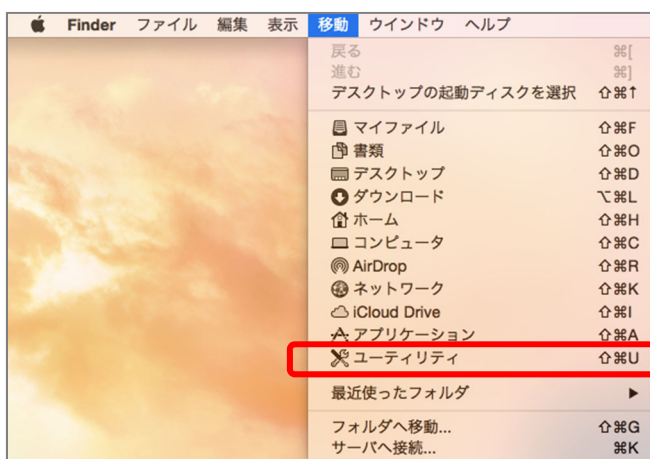 Finder ファイル 編集 表示 移動 ウインドウ ヘルプ
戻る ⌘[
進む ⌘]
デスクトップの起動ディスクを選択 ⇧⌘↑
マイファイル ⇧⌘F
書類 ⇧⌘O
デスクトップ ⇧⌘D
ダウンロード ⌥⌘L
ホーム ⇧⌘H
コンピュータ ⇧⌘C
AirDrop ⇧⌘R
ネットワーク ⇧⌘K
iCloud Drive ⇧⌘I
アプリケーション ⇧⌘A
ユーティリティ ⇧⌘U
最近使ったフォルダ ▶
フォルダへ移動... ⇧⌘G
サーバへ接続... ⌘K